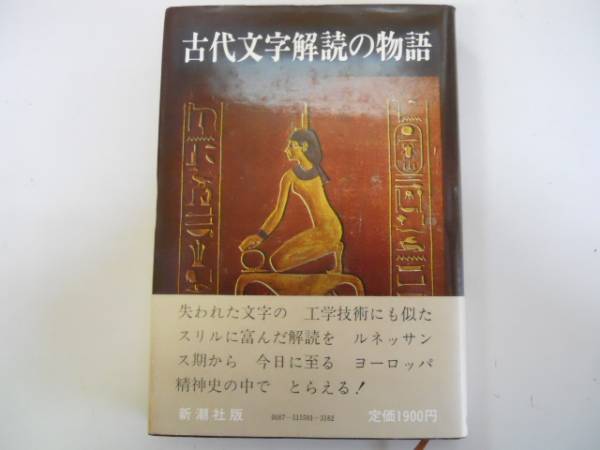 古代文字解読の物語
失われた文字の　工学技術にも似た
スリルに富んだ解読を　ルネッサン
ス期から　今日に至る　ヨーロッパ
精神史の中で　とらえる！
新潮社版
定価1900円